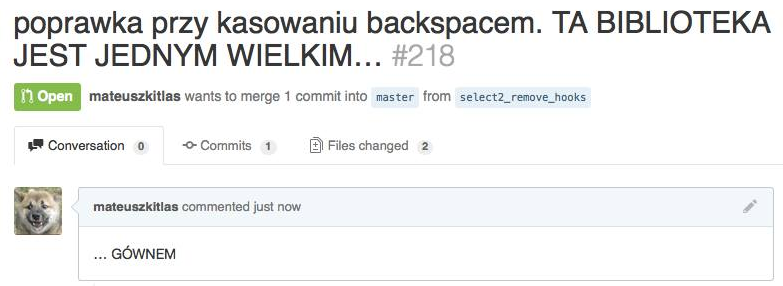 poprawka przy kasowaniu backspacem. TA BIBLIOTEKA
JEST JEDNYM WIELKIM... #218
Open mateuszkitlas wants to merge 1 commit into master from select2_remove_hooks
Conversation 0 Commits 1 Files changed 2
mateuszkitlas commented just now
... GÓWNEM